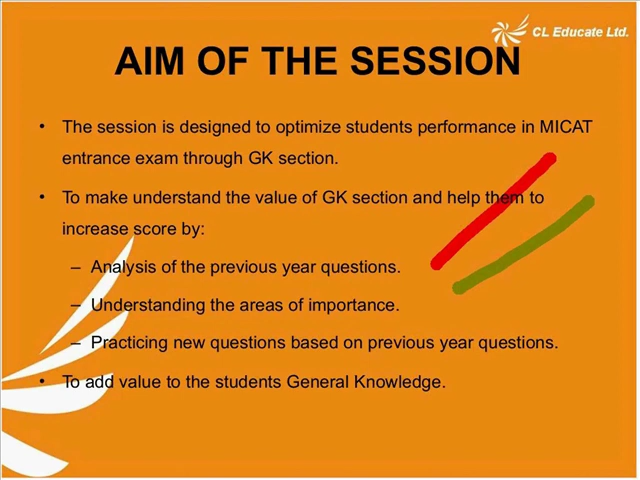 CL Educate Ltd.
AIM OF THE SESSION
• The session is designed to optimize students performance in MICAT
entrance exam through GK section.
• To make understand the value of GK section and help them to
increase score by:
– Analysis of the previous year questions.
– Understanding the areas of importance.
– Practicing new questions based on previous year questions.
• To add value to the students General Knowledge.